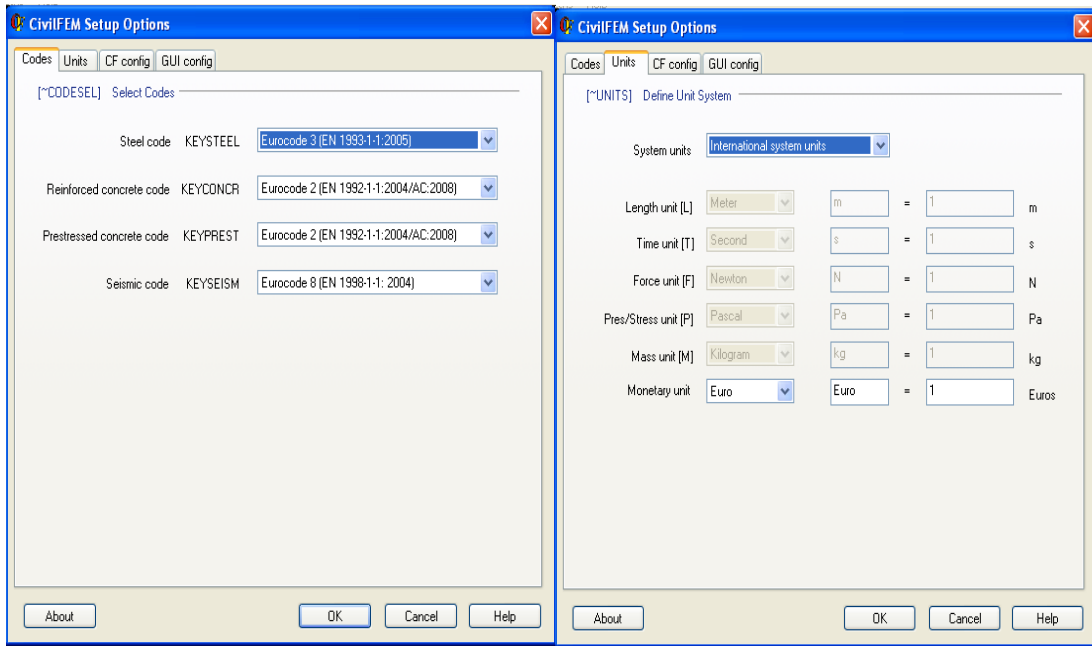 CivilFEM Setup Options
Codes Units CF config GUI config
[~CODESEL] Select Codes
Steel code KEYSTEEL Eurocode 3 (EN 1993-1-1:2005)
Reinforced concrete code KEYCONCR Eurocode 2 (EN 1992-1-1:2004/AC:2008)
Prestressed concrete code KEYPREST Eurocode 2 (EN 1992-1-1:2004/AC:2008)
Seismic code KEYSEISM Eurocode 8 (EN 1998-1-1: 2004)
About OK Cancel Help
CivilFEM Setup Options
Codes Units CF config GUI config
[~UNITS] Define Unit System
System units International system units
Length unit [L] Meter m = 1 m
Time unit [T] Second s = 1 s
Force unit [F] Newton N = 1 N
Pres/Stress unit [P] Pascal Pa = 1 Pa
Mass unit [M] Kilogram kg = 1 kg
Monetary unit Euro Euro = 1 Euros
About OK Cancel Help